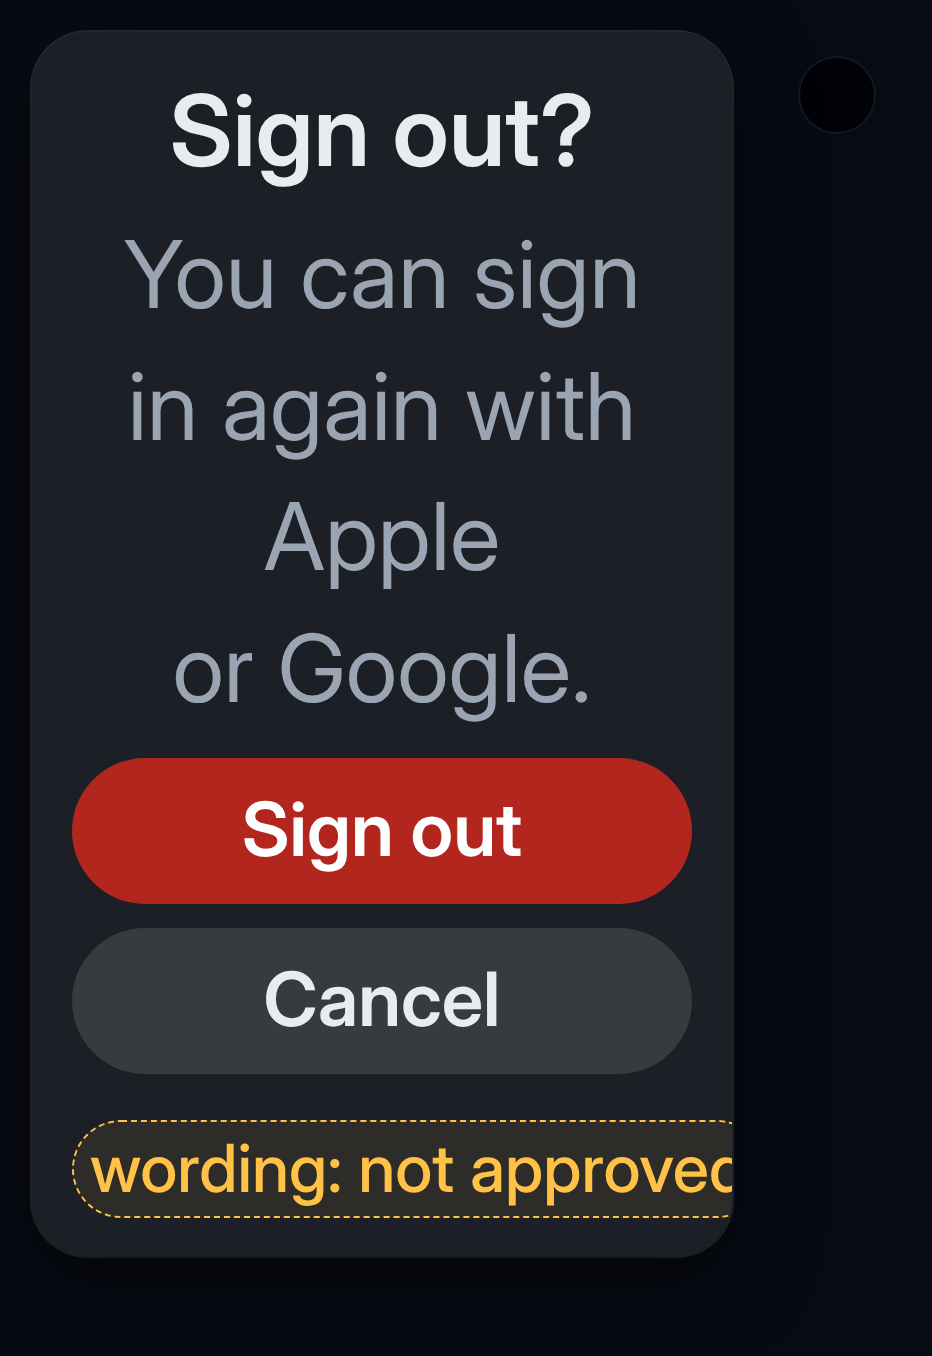 Sign out?
You can sign
in again with
Apple
or Google.
Sign out
Cancel
wording: not approved